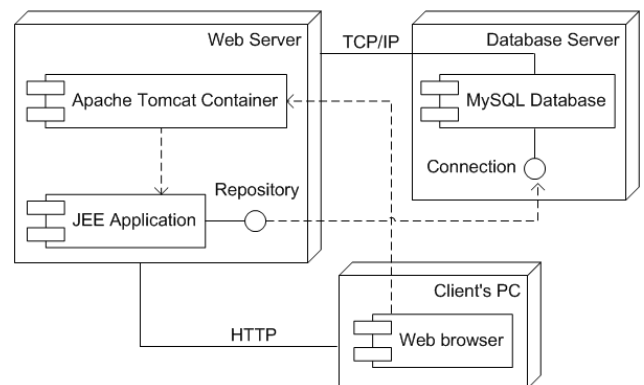 Web Server
TCP/IP
Database Server
Apache Tomcat Container
MySQL Database
Connection
Repository
JEE Application
Client's PC
HTTP
Web browser